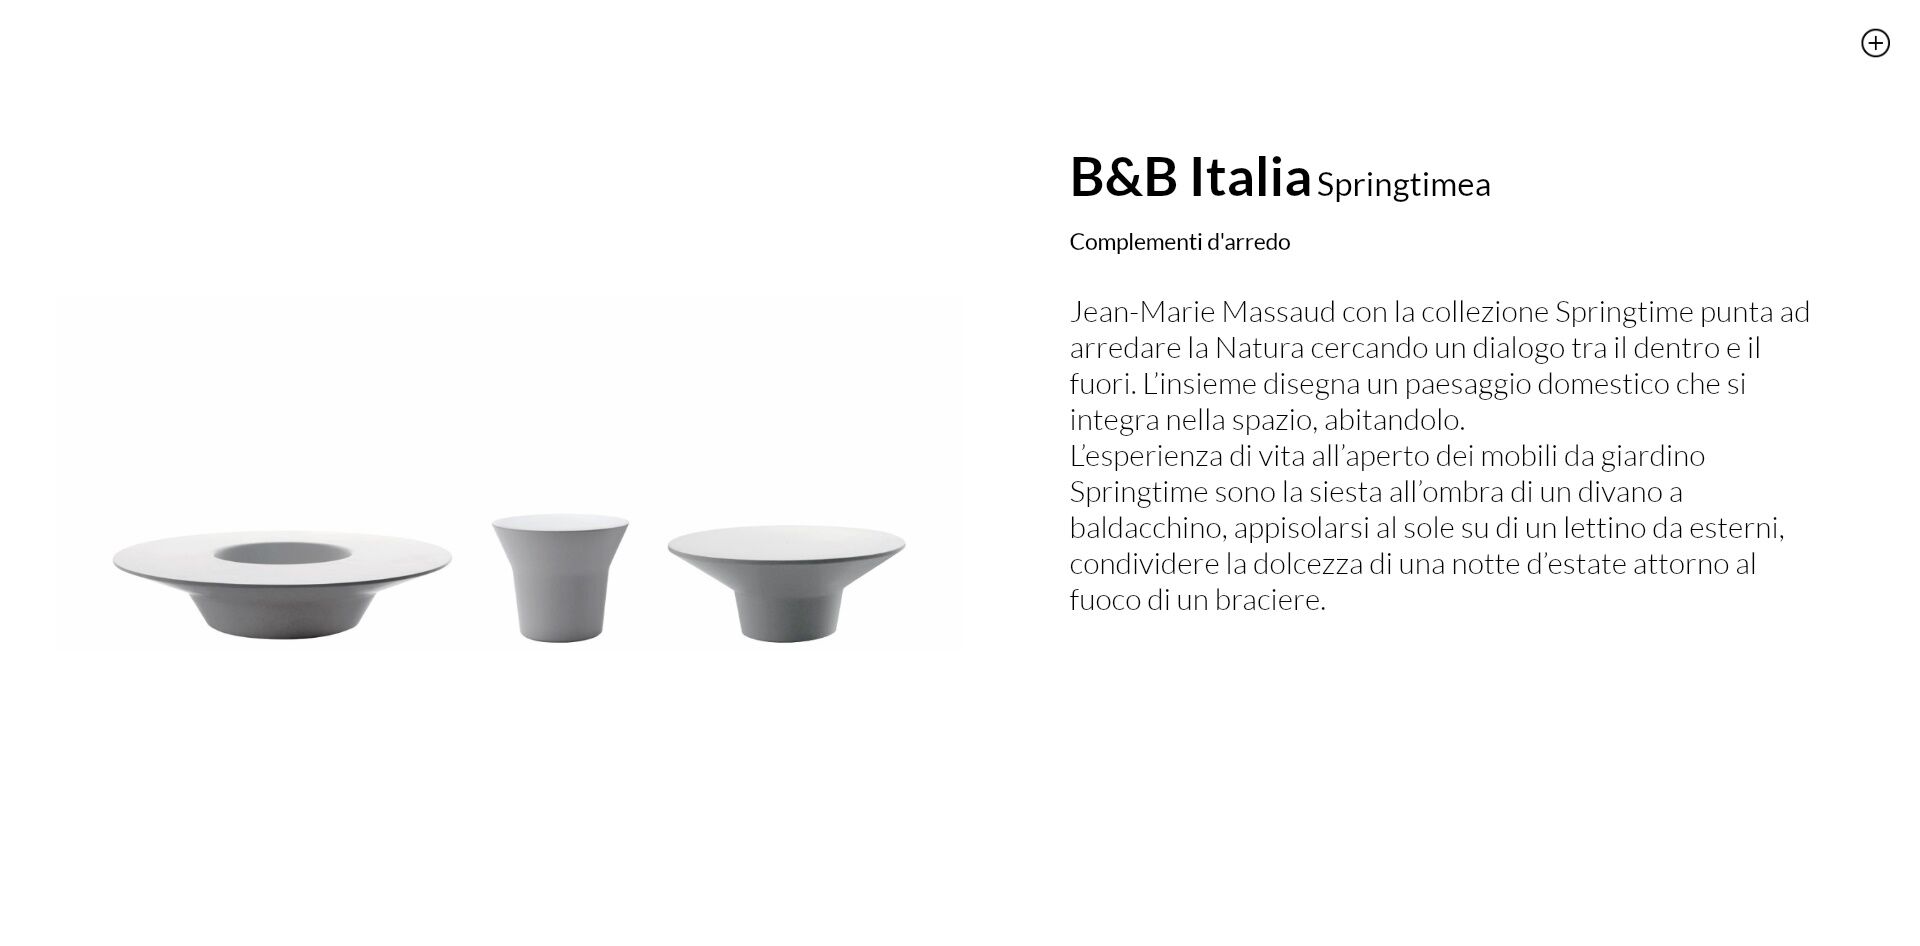 B&B Italia Springtimea
Complementi d'arredo
Jean-Marie Massaud con la collezione Springtime punta ad
arredare la Natura cercando un dialogo tra il dentro e il
fuori. L’insieme disegna un paesaggio domestico che si
integra nella spazio, abitandolo.
L’esperienza di vita all’aperto dei mobili da giardino
Springtime sono la siesta all’ombra di un divano a
baldacchino, appisolarsi al sole su di un lettino da esterni,
condividere la dolcezza di una notte d’estate attorno al
fuoco di un braciere.